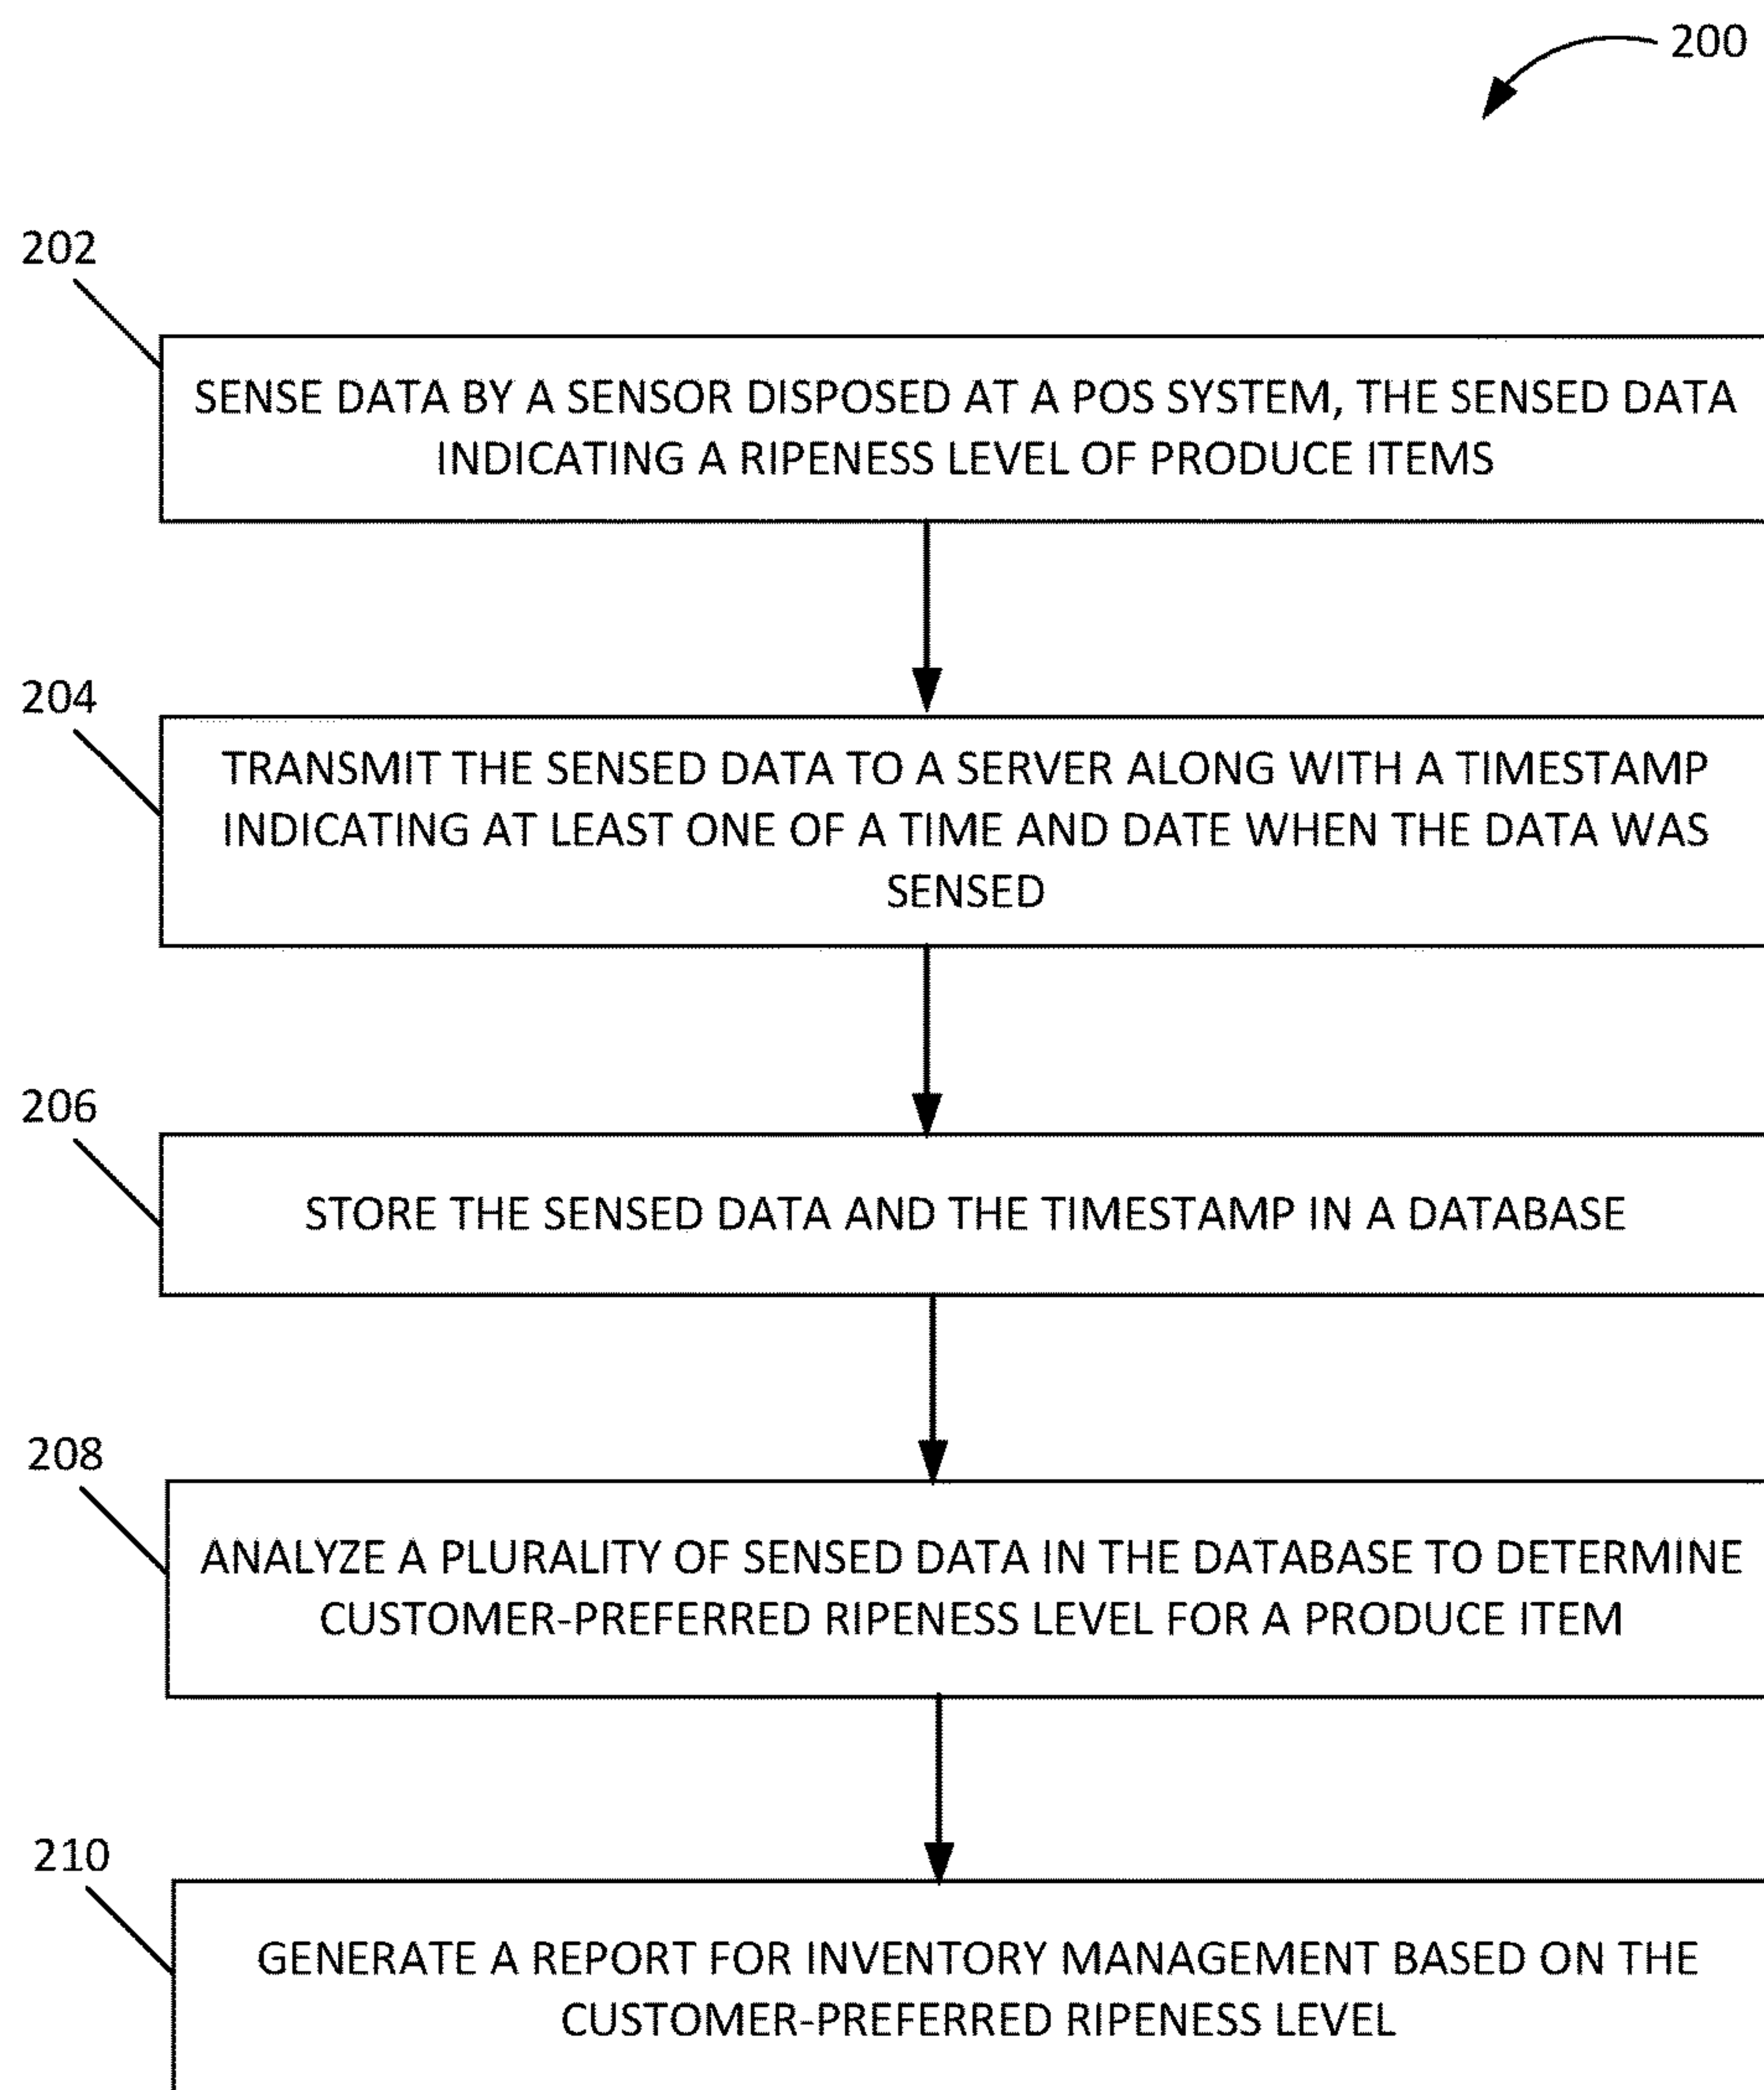 200
202
SENSE DATA BY A SENSOR DISPOSED AT A POS SYSTEM, THE SENSED DATA
INDICATING A RIPENESS LEVEL OF PRODUCE ITEMS
204
TRANSMIT THE SENSED DATA TO A SERVER ALONG WITH A TIMESTAMP
INDICATING AT LEAST ONE OF A TIME AND DATE WHEN THE DATA WAS
SENSED
206
STORE THE SENSED DATA AND THE TIMESTAMP IN A DATABASE
208
ANALYZE A PLURALITY OF SENSED DATA IN THE DATABASE TO DETERMINE
CUSTOMER-PREFERRED RIPENESS LEVEL FOR A PRODUCE ITEM
210
GENERATE A REPORT FOR INVENTORY MANAGEMENT BASED ON THE
CUSTOMER-PREFERRED RIPENESS LEVEL